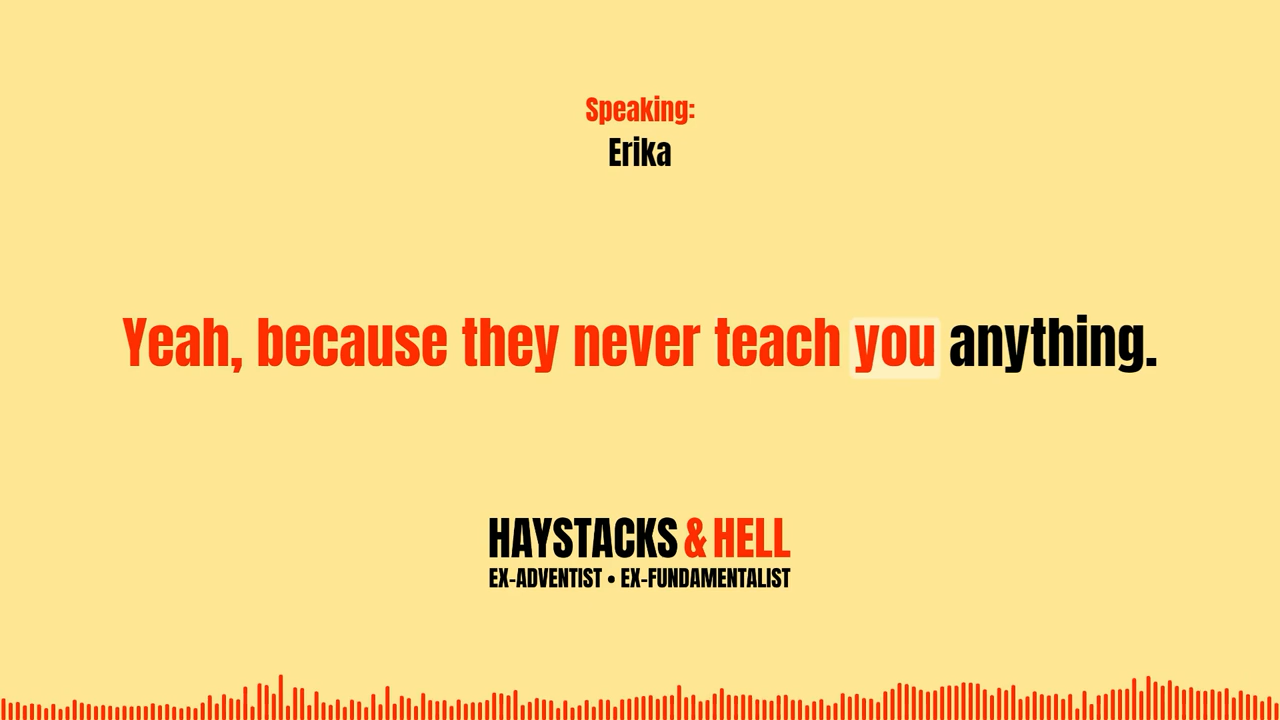 Speaking:
Erika
Yeah, because they never teach you anything.
HAYSTACKS & HELL
EX-ADVENTIST • EX-FUNDAMENTALIST